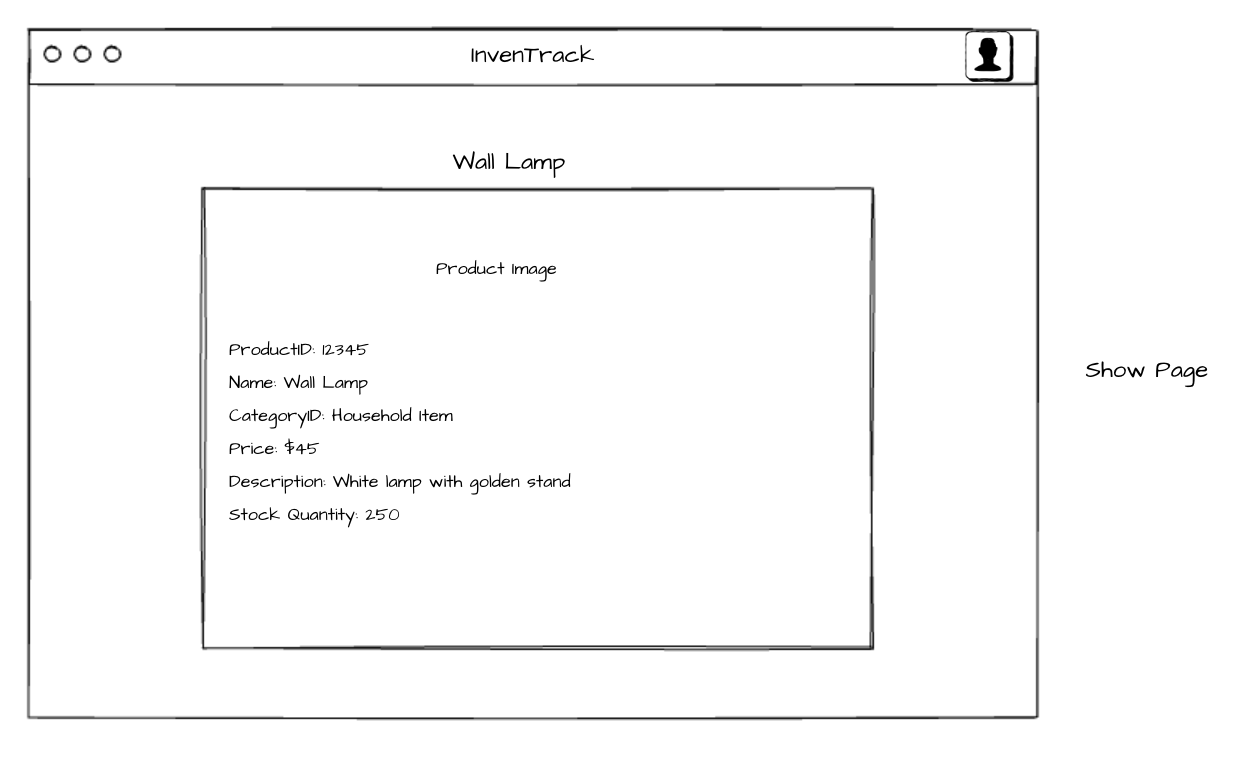 InvenTrack
Wall Lamp
Product Image
ProductID: 12345
Name: Wall Lamp
CategoryID: Household Item
Price: $45
Description: White lamp with golden stand
Stock Quantity: 250
Show Page